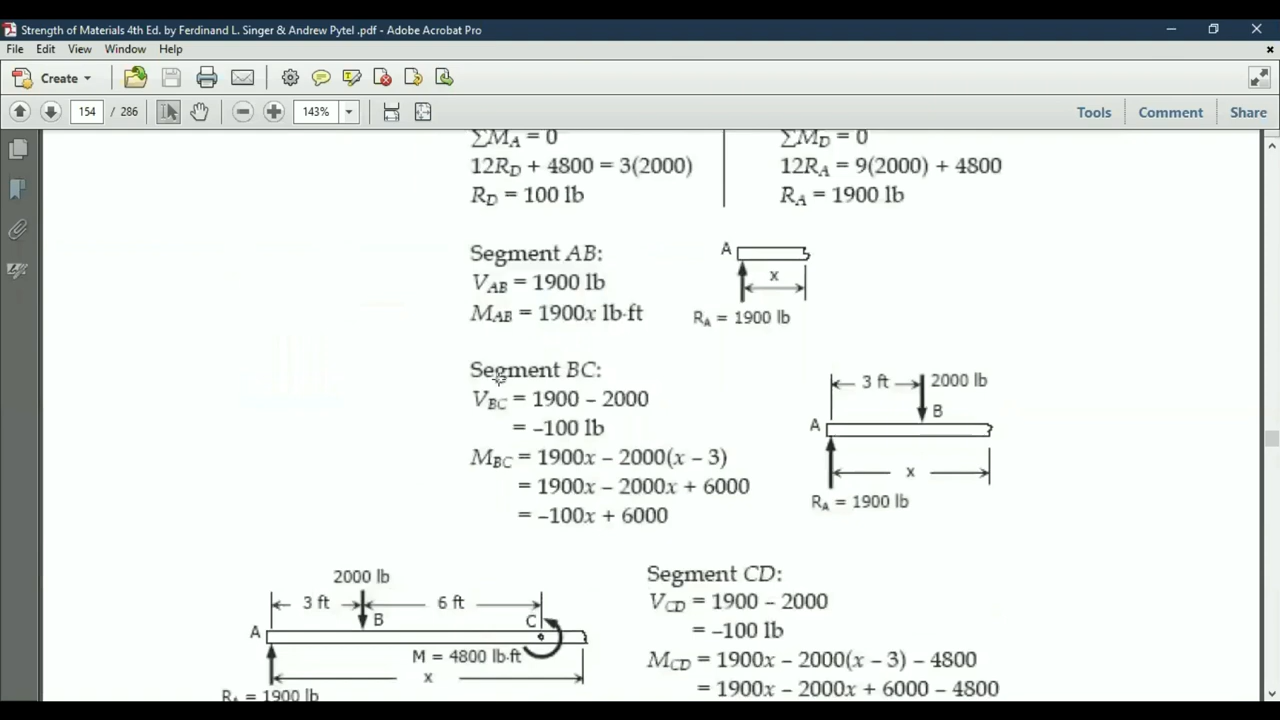 Strength of Materials 4th Ed. by Ferdinand L. Singer & Andrew Pytel .pdf - Adobe Acrobat Pro
File Edit View Window Help
Create
154 / 286 143% Tools Comment Share
ΣM_A = 0
12R_D + 4800 = 3(2000)
R_D = 100 lb
ΣM_D = 0
12R_A = 9(2000) + 4800
R_A = 1900 lb
Segment AB:
V_AB = 1900 lb
M_AB = 1900x lb·ft
A
x
R_A = 1900 lb
Segment BC:
V_BC = 1900 – 2000
= –100 lb
M_BC = 1900x – 2000(x – 3)
= 1900x – 2000x + 6000
= –100x + 6000
3 ft 2000 lb
B
A
x
R_A = 1900 lb
2000 lb
3 ft 6 ft
A B C
M = 4800 lb·ft
x
R_A = 1900 lb
Segment CD:
V_CD = 1900 – 2000
= –100 lb
M_CD = 1900x – 2000(x – 3) – 4800
= 1900x – 2000x + 6000 – 4800